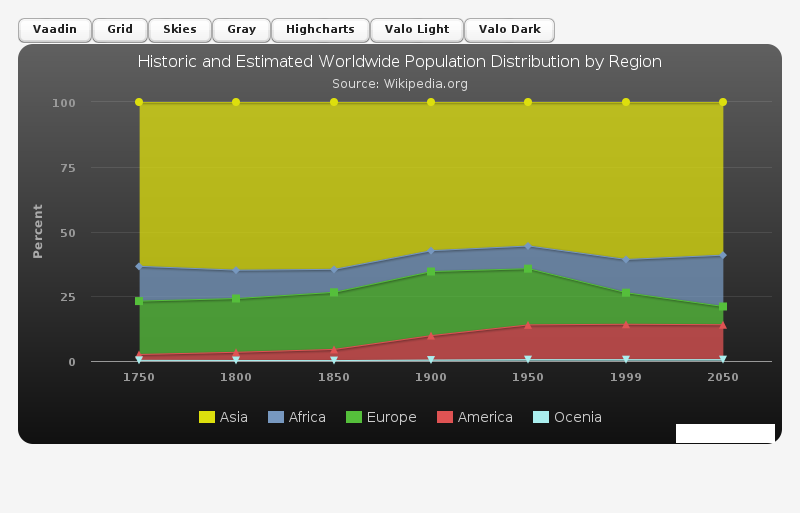 Vaadin Grid Skies Gray Highcharts Valo Light Valo Dark
Historic and Estimated Worldwide Population Distribution by Region
Source: Wikipedia.org
Percent
100
75
50
25
0
1750 1800 1850 1900 1950 1999 2050
Asia Africa Europe America Ocenia